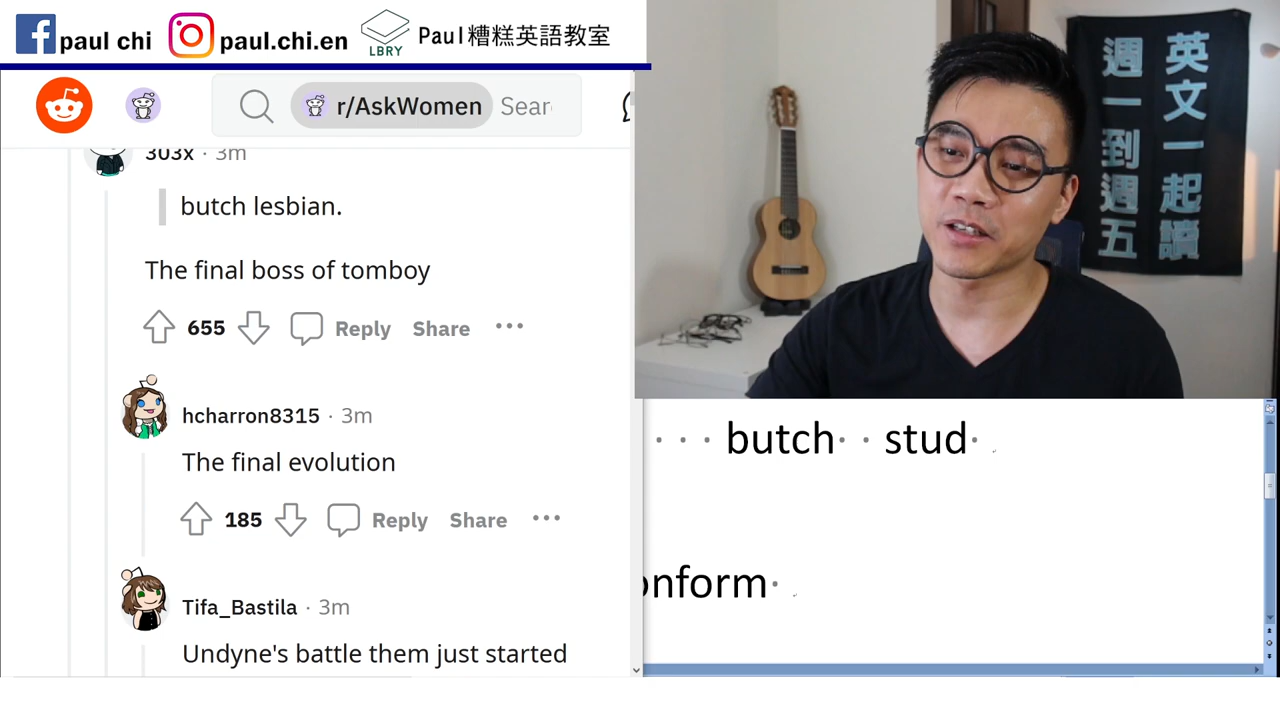 paul chi
paul.chi.en
LBRY
Paul糟糕英語教室
r/AskWomen
303x · 3m
butch lesbian.
The final boss of tomboy
655
Reply
Share
hcharron8315 · 3m
The final evolution
185
Reply
Share
Tifa_Bastila · 3m
Undyne's battle them just started
英文一起讀
週一到週五
butch stud
onform